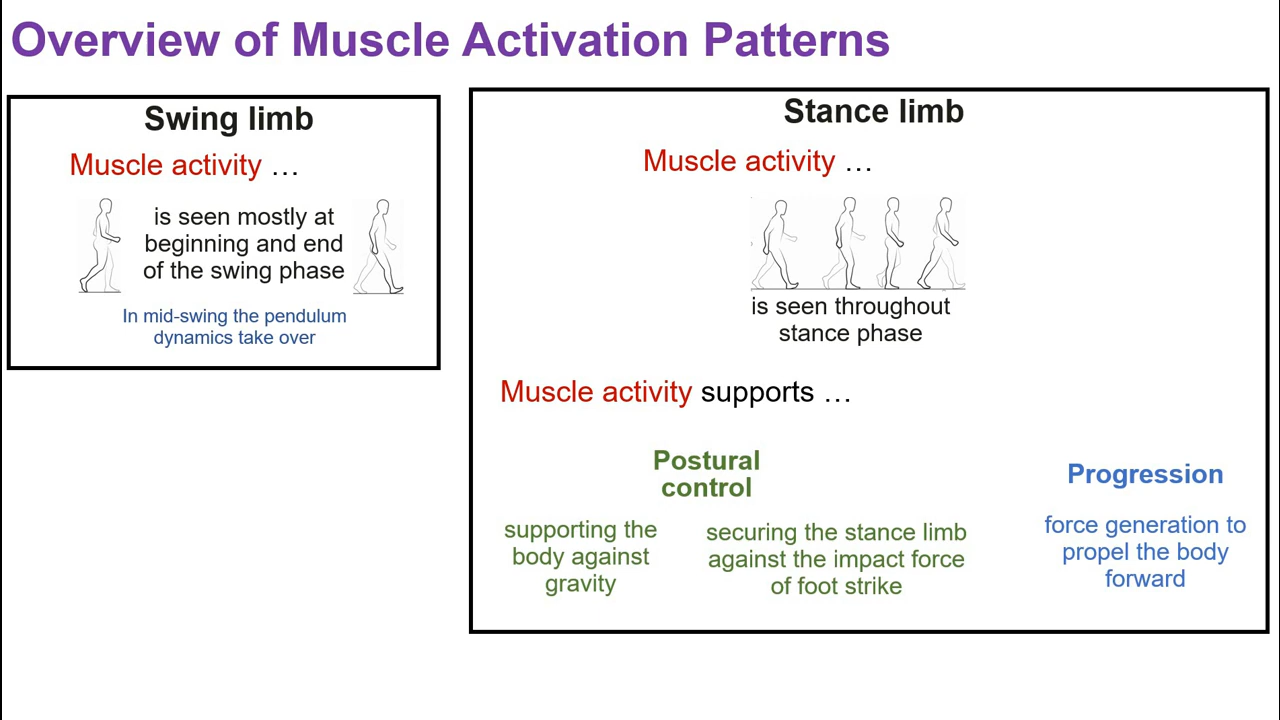 Overview of Muscle Activation Patterns
Swing limb
Muscle activity …
is seen mostly at
beginning and end
of the swing phase
In mid-swing the pendulum
dynamics take over
Stance limb
Muscle activity …
is seen throughout
stance phase
Muscle activity supports …
Postural
control
supporting the
body against
gravity
securing the stance limb
against the impact force
of foot strike
Progression
force generation to
propel the body
forward